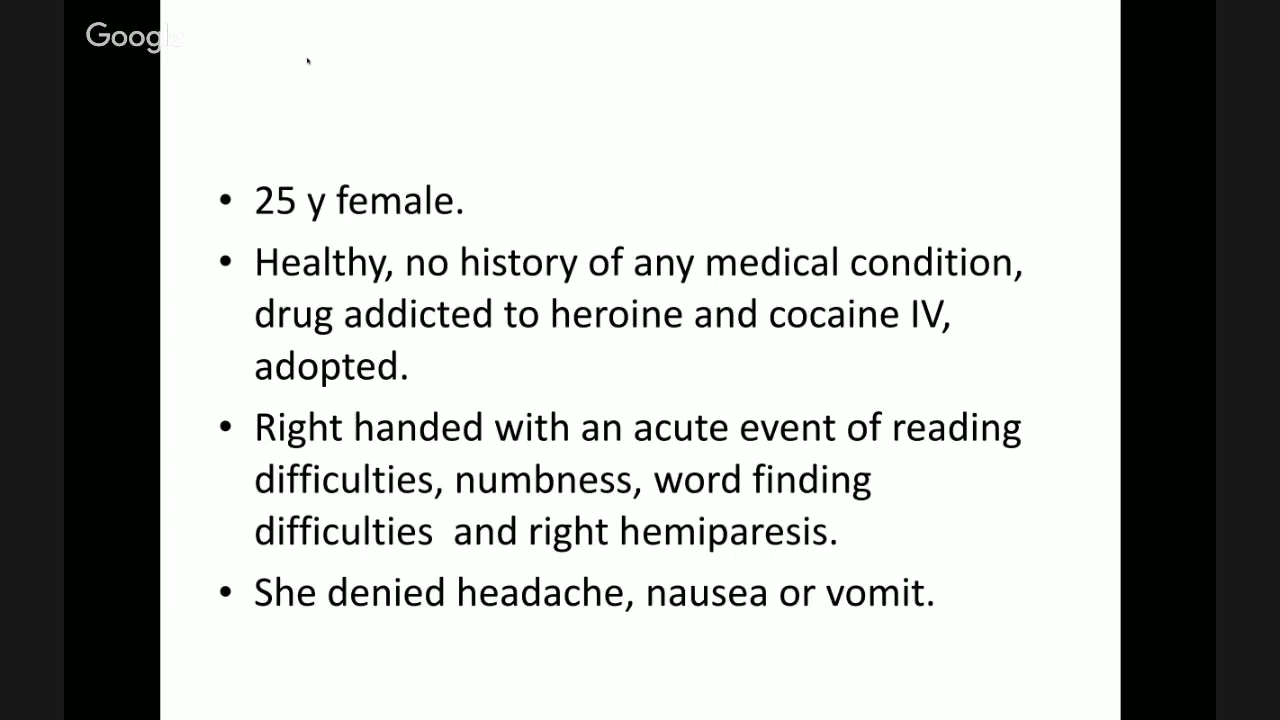 Google
• 25 y female.
• Healthy, no history of any medical condition,
drug addicted to heroine and cocaine IV,
adopted.
• Right handed with an acute event of reading
difficulties, numbness, word finding
difficulties  and right hemiparesis.
• She denied headache, nausea or vomit.